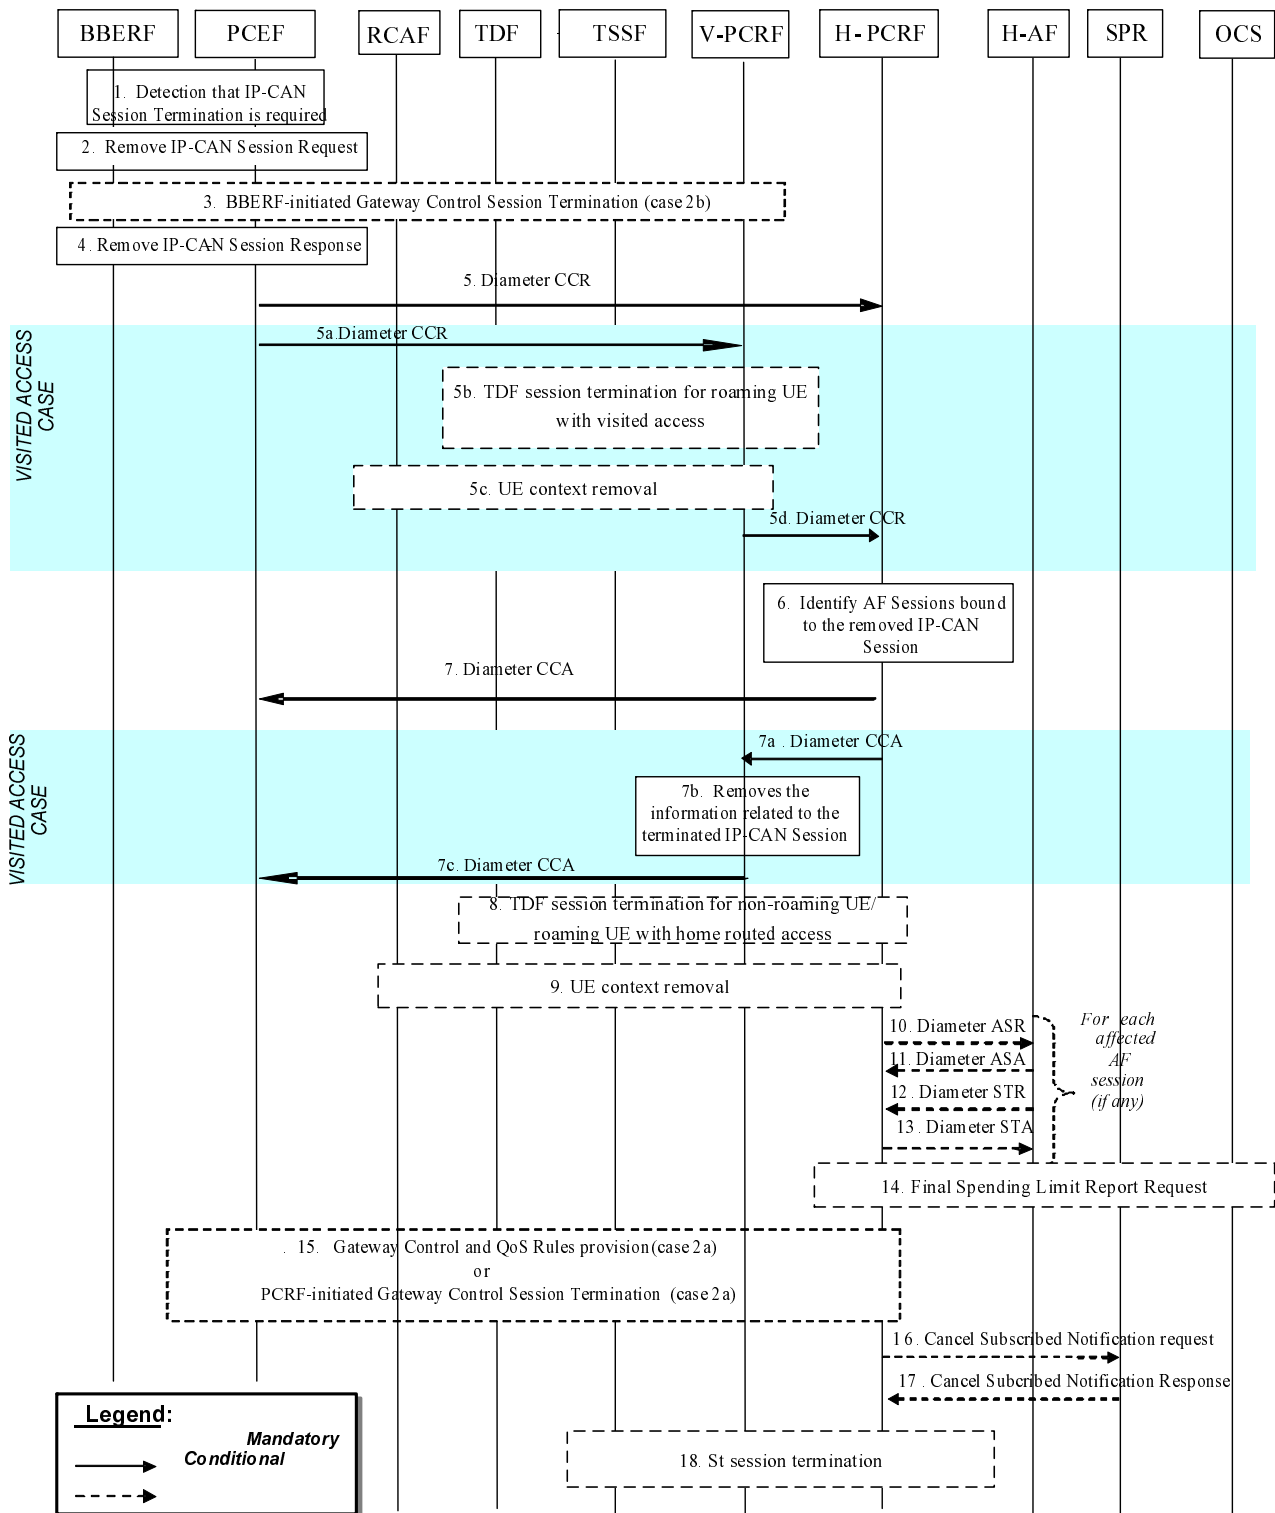 BBERF PCEF RCAF TDF TSSF V-PCRF H-PCRF H-AF SPR OCS
1. Detection that IP-CAN
Session Termination is required
2. Remove IP-CAN Session Request
3. BBERF-initiated Gateway Control Session Termination (case 2b)
4. Remove IP-CAN Session Response
5. Diameter CCR
VISITED ACCESS
CASE
5a.Diameter CCR
5b. TDF session termination for roaming UE
with visited access
5c. UE context removal
5d. Diameter CCR
6. Identify AF Sessions bound
to the removed IP-CAN
Session
7. Diameter CCA
VISITED ACCESS
CASE
7a . Diameter CCA
7b. Removes the
information related to the
terminated IP-CAN Session
7c. Diameter CCA
8. TDF session termination for non-roaming UE/
roaming UE with home routed access
9. UE context removal
10. Diameter ASR
11. Diameter ASA
12. Diameter STR
13. Diameter STA
For each
affected
AF
session
(if any)
14. Final Spending Limit Report Request
. 15. Gateway Control and QoS Rules provision (case 2a)
or
PCRF-initiated Gateway Control Session Termination (case 2a)
16. Cancel Subscribed Notification request
17. Cancel Subcribed Notification Response
18. St session termination
Legend:
Mandatory
Conditional